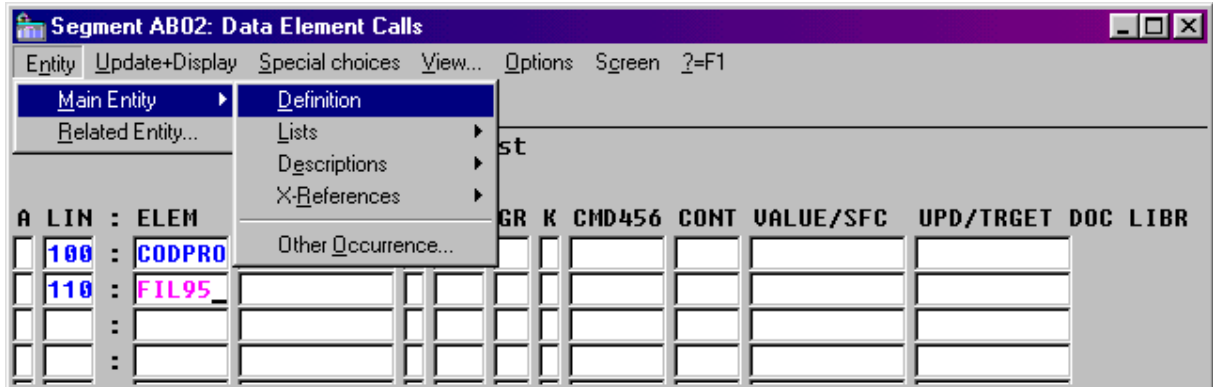 Segment AB02: Data Element Calls
Entity Update+Display Special choices View... Options Screen ?=F1
Main Entity Definition
Related Entity... Lists
st
Descriptions
X-References
A LIN : ELEM GR K CMD456 CONT VALUE/SFC UPD/TRGET DOC LIBR
Other Occurrence...
100 : CODPRO
110 : FIL95_
:
: